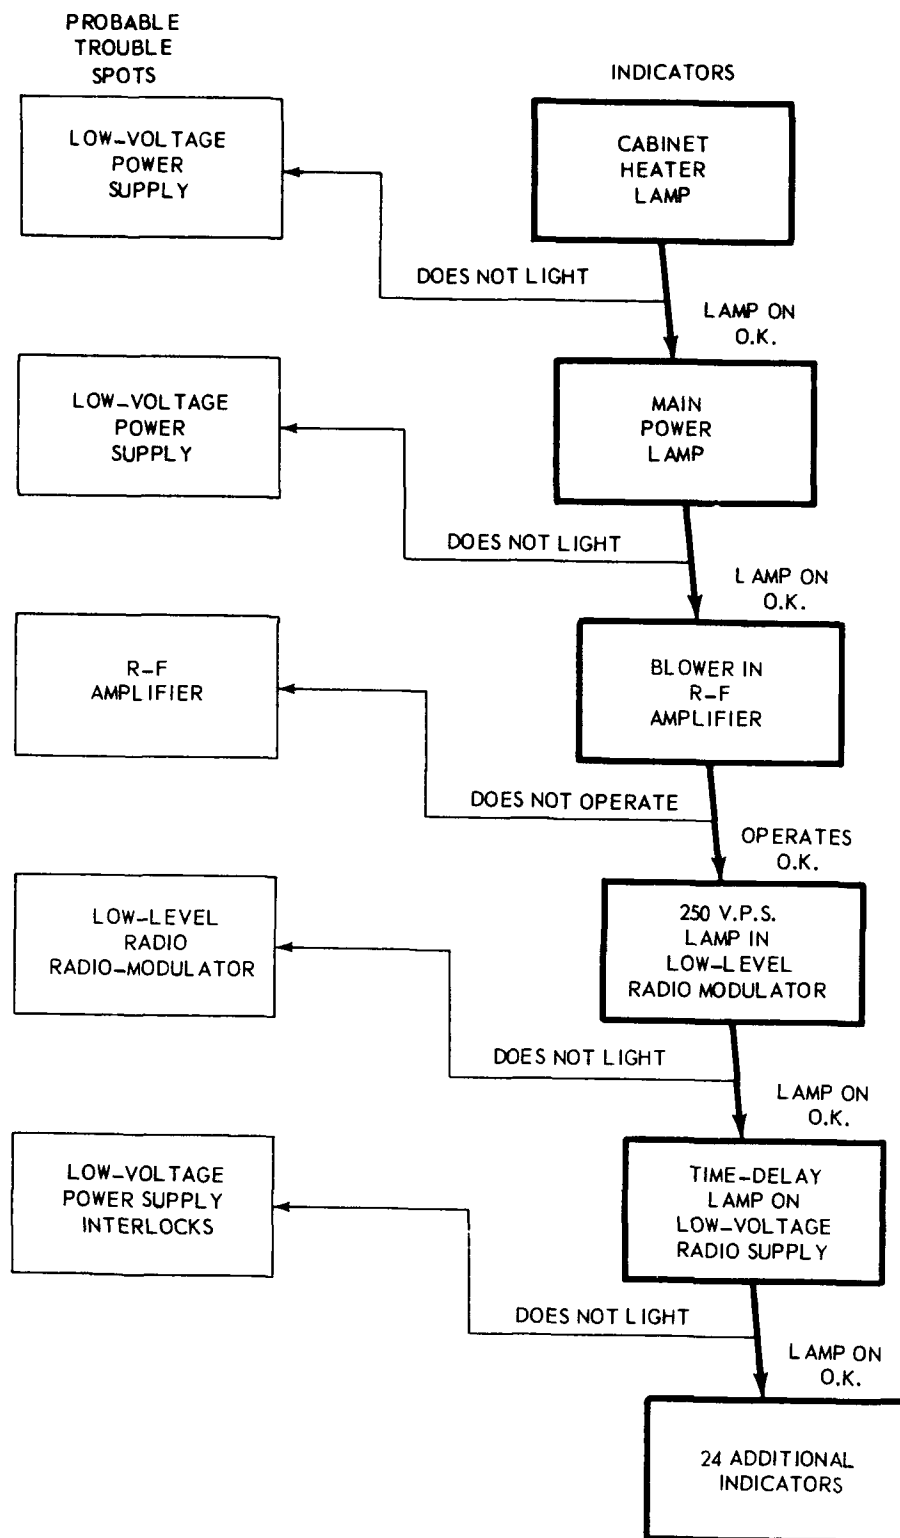 PROBABLE
TROUBLE
SPOTS
INDICATORS
LOW-VOLTAGE
POWER
SUPPLY
CABINET
HEATER
LAMP
DOES NOT LIGHT
LAMP ON
O.K.
LOW-VOLTAGE
POWER
SUPPLY
MAIN
POWER
LAMP
DOES NOT LIGHT
LAMP ON
O.K.
R-F
AMPLIFIER
BLOWER IN
R-F
AMPLIFIER
DOES NOT OPERATE
OPERATES
O.K.
LOW-LEVEL
RADIO
RADIO-MODULATOR
250 V.P.S.
LAMP IN
LOW-LEVEL
RADIO MODULATOR
DOES NOT LIGHT
LAMP ON
O.K.
LOW-VOLTAGE
POWER SUPPLY
INTERLOCKS
TIME-DELAY
LAMP ON
LOW-VOLTAGE
RADIO SUPPLY
DOES NOT LIGHT
LAMP ON
O.K.
24 ADDITIONAL
INDICATORS